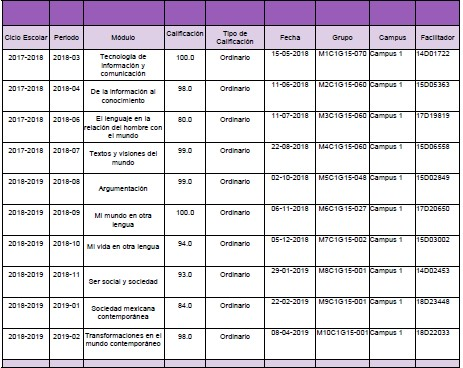 Ciclo Escolar Periodo Módulo Calificación Tipo de Calificación Fecha Grupo Campus Facilitador
2017-2018 2018-03 Tecnología de información y comunicación 100.0 Ordinario 15-05-2018 M1C1G15-070 Campus 1 14D01722
2017-2018 2018-04 De la información al conocimiento 98.0 Ordinario 11-06-2018 M2C1G15-060 Campus 1 15D05363
2017-2018 2018-06 El lenguaje en la relación del hombre con el mundo 80.0 Ordinario 11-07-2018 M3C1G15-060 Campus 1 17D19819
2017-2018 2018-07 Textos y visiones del mundo 99.0 Ordinario 22-08-2018 M4C1G15-060 Campus 1 15D06558
2018-2019 2018-08 Argumentación 99.0 Ordinario 02-10-2018 M5C1G15-048 Campus 1 15D02849
2018-2019 2018-09 Mi mundo en otra lengua 100.0 Ordinario 06-11-2018 M6C1G15-027 Campus 1 17D20650
2018-2019 2018-10 Mi vida en otra lengua 94.0 Ordinario 05-12-2018 M7C1G15-002 Campus 1 15D03002
2018-2019 2018-11 Ser social y sociedad 93.0 Ordinario 29-01-2019 M8C1G15-001 Campus 1 14D02453
2018-2019 2019-01 Sociedad mexicana contemporánea 84.0 Ordinario 22-02-2019 M9C1G15-001 Campus 1 18D23448
2018-2019 2019-02 Transformaciones en el mundo contemporáneo 98.0 Ordinario 08-04-2019 M10C1G15-001 Campus 1 18D22033